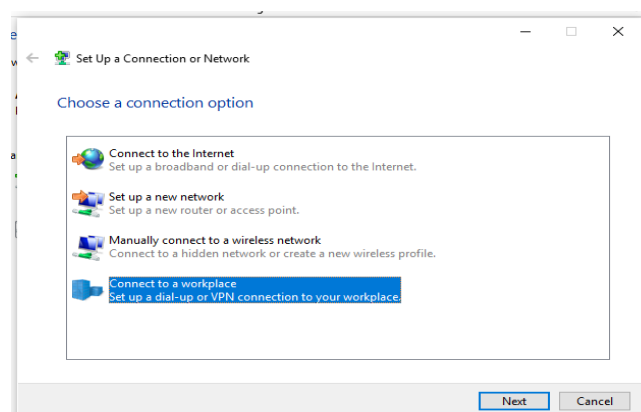 Set Up a Connection or Network
Choose a connection option
Connect to the Internet
Set up a broadband or dial-up connection to the Internet.
Set up a new network
Set up a new router or access point.
Manually connect to a wireless network
Connect to a hidden network or create a new wireless profile.
Connect to a workplace
Set up a dial-up or VPN connection to your workplace.
Next
Cancel